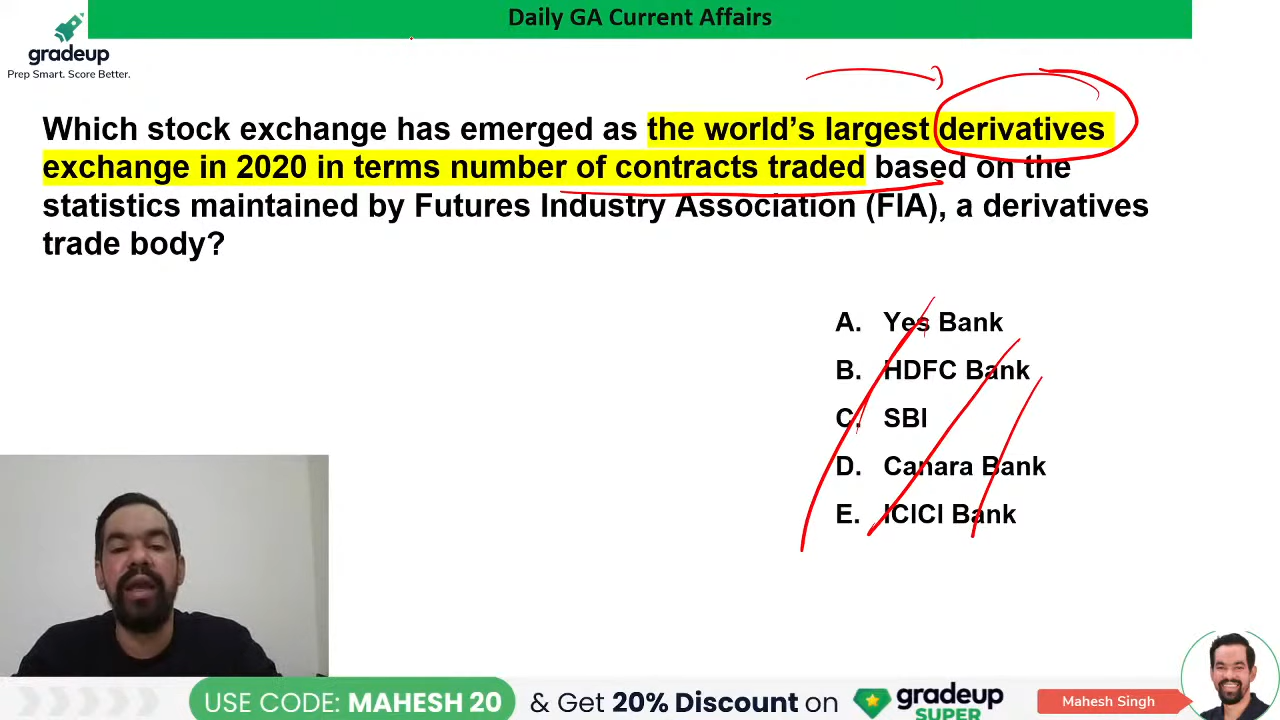 Daily GA Current Affairs
gradeup
Prep Smart. Score Better.
Which stock exchange has emerged as the world's largest derivatives
exchange in 2020 in terms number of contracts traded based on the
statistics maintained by Futures Industry Association (FIA), a derivatives
trade body?
A. Yes Bank
B. HDFC Bank
C. SBI
D. Canara Bank
E. ICICI Bank
USE CODE: MAHESH 20 & Get 20% Discount on gradeup
SUPER
Mahesh Singh